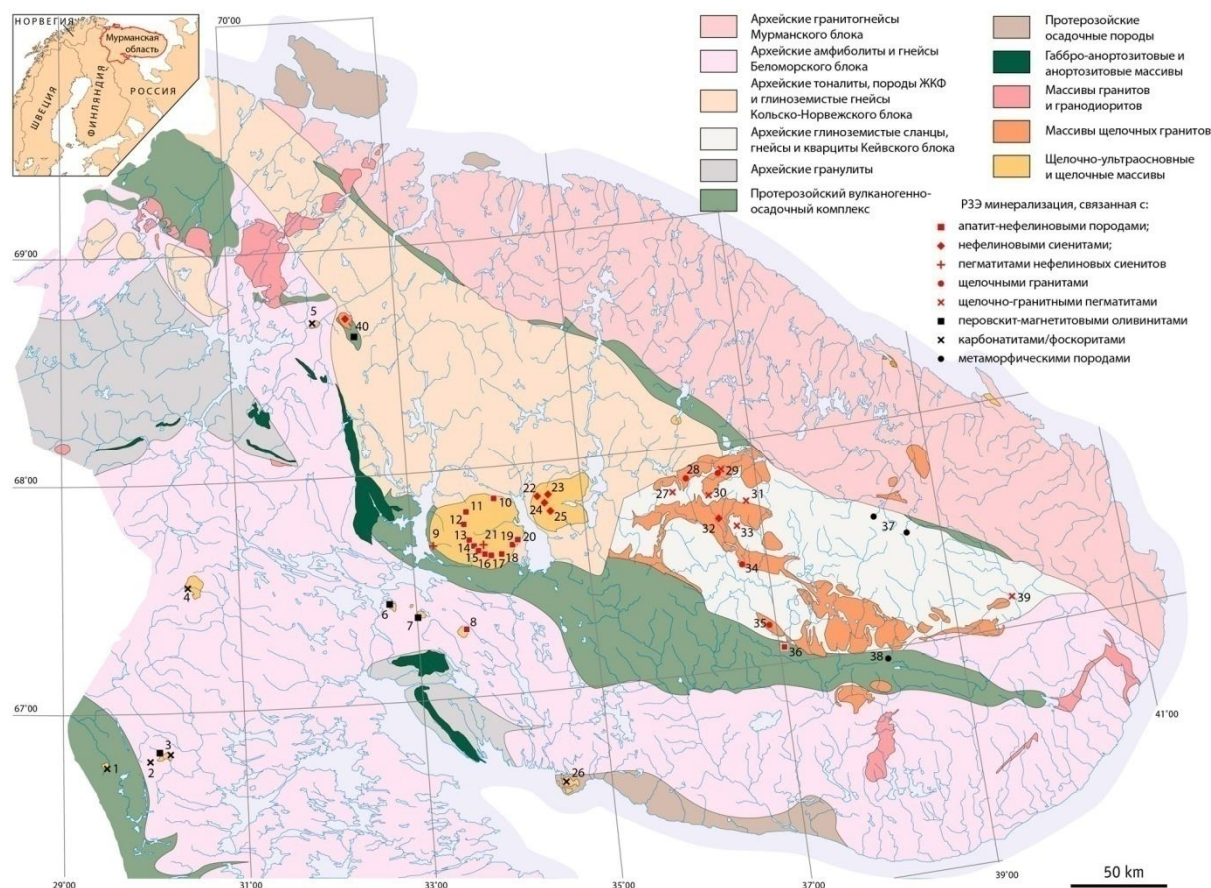 НОРВЕГИЯ
Мурманская
область
ШВЕЦИЯ
ФИНЛЯНДИЯ
РОССИЯ
70°00'
Архейские гранитогнейсы
Мурманского блока
Архейские амфиболиты и гнейсы
Беломорского блока
Архейские тоналиты, породы ЖКФ
и глиноземистые гнейсы
Кольско-Норвежского блока
Архейские глиноземистые сланцы,
гнейсы и кварциты Кейвского блока
Архейские гранулиты
Протерозойский вулканогенно-
осадочный комплекс
Протерозойские
осадочные породы
Габбро-анортозитовые и
анортозитовые массивы
Массивы гранитов
и гранодиоритов
Массивы щелочных гранитов
Щелочно-ультраосновные
и щелочные массивы
РЗЭ минерализация, связанная с:
апатит-нефелиновыми породами;
нефелиновыми сиенитами;
пегматитами нефелиновых сиенитов
щелочными гранитами
щелочно-гранитными пегматитами
перовскит-магнетитовыми оливинитами
карбонатитами/фоскоритами
метаморфическими породами
69°00'
5
40
68°00'
28
29
27
30
31
22
23
24
25
10
11
12
32
33
37
9
13
21
19
20
14
15
16
17
18
34
4
39
6
7
8
35
36
38
67°00'
41°00'
3
2
1
26
29°00'
31°00'
33°00'
35°00'
37°00'
39°00'
50 km